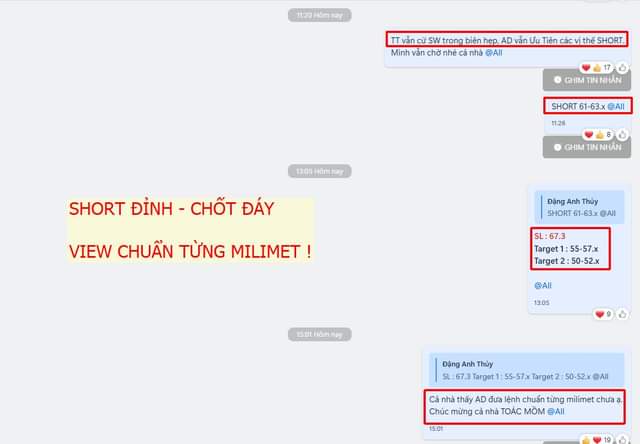 11:20 Hôm nay
TT vẫn cứ SW trong biên hẹp, AD vẫn Ưu Tiên các vị thế SHORT.
Mình vẫn chờ nhé cả nhà @All
17
GHIM TIN NHẮN
SHORT 61-63.x @All
11:26
8
GHIM TIN NHẮN
13:05 Hôm nay
SHORT ĐỈNH - CHỐT ĐÁY
VIEW CHUẨN TỪNG MILIMET !
Đặng Anh Thủy
SHORT 61-63.x @All
SL : 67.3
Target 1 : 55-57.x
Target 2 : 50-52.x
@All
13:05
9
15:01 Hôm nay
Đặng Anh Thủy
SL : 67.3 Target 1 : 55-57.x Target 2 : 50-52.x @All
Cả nhà thấy AD đưa lệnh chuẩn từng milimet chưa ạ.
Chúc mừng cả nhà TOÁC MỒM @All
15:01
19